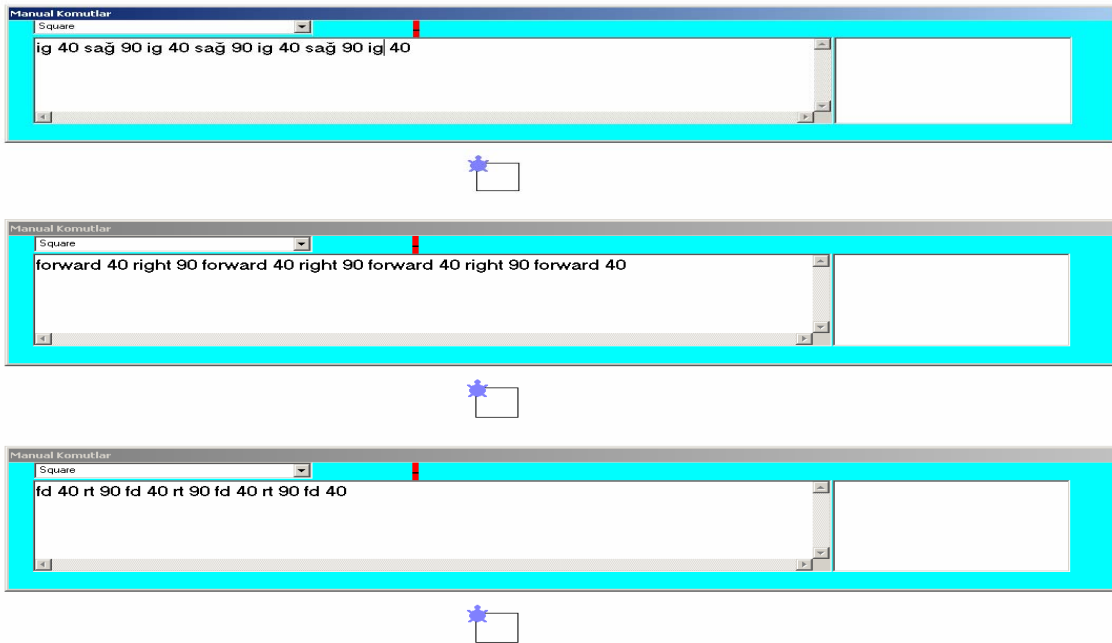 Manual Komutlar
Square
ig 40 sağ 90 ig 40 sağ 90 ig 40 sağ 90 ig 40
Manual Komutlar
Square
forward 40 right 90 forward 40 right 90 forward 40 right 90 forward 40
Manual Komutlar
Square
fd 40 rt 90 fd 40 rt 90 fd 40 rt 90 fd 40